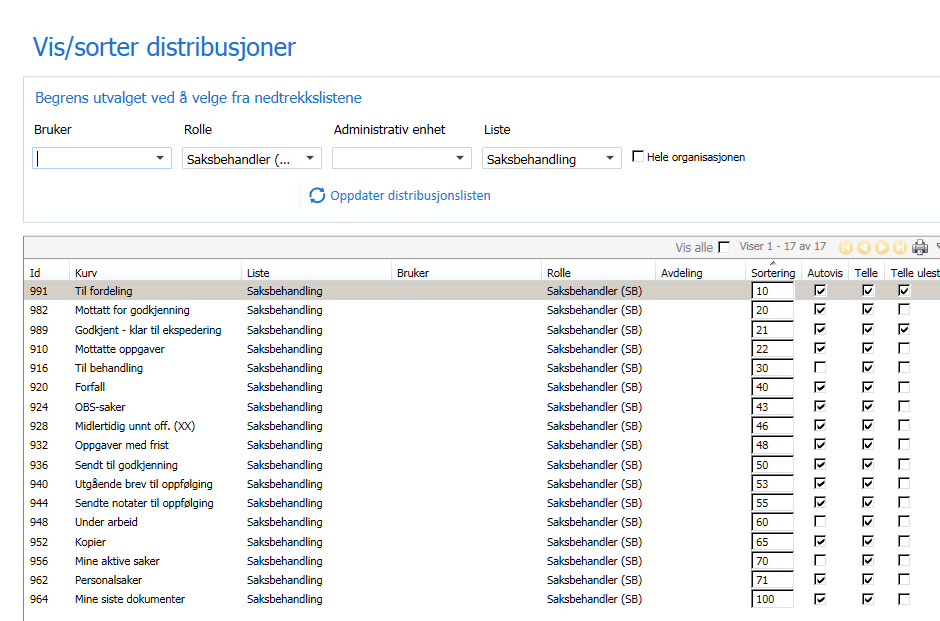 Vis/sorter distribusjoner
Begrens utvalget ved å velge fra nedtrekkslistene
Bruker Rolle Administrativ enhet Liste
Saksbehandler (... Saksbehandling Hele organisasjonen
Oppdater distribusjonslisten
Vis alle Viser 1 - 17 av 17
Id Kurv Liste Bruker Rolle Avdeling Sortering Autovis Telle Telle ulest
991 Til fordeling Saksbehandling Saksbehandler (SB) 10
982 Mottatt for godkjenning Saksbehandling Saksbehandler (SB) 20
989 Godkjent - klar til ekspedering Saksbehandling Saksbehandler (SB) 21
910 Mottatte oppgaver Saksbehandling Saksbehandler (SB) 22
916 Til behandling Saksbehandling Saksbehandler (SB) 30
920 Forfall Saksbehandling Saksbehandler (SB) 40
924 OBS-saker Saksbehandling Saksbehandler (SB) 43
928 Midlertidig unnt off. (XX) Saksbehandling Saksbehandler (SB) 46
932 Oppgaver med frist Saksbehandling Saksbehandler (SB) 48
936 Sendt til godkjenning Saksbehandling Saksbehandler (SB) 50
940 Utgående brev til oppfølging Saksbehandling Saksbehandler (SB) 53
944 Sendte notater til oppfølging Saksbehandling Saksbehandler (SB) 55
948 Under arbeid Saksbehandling Saksbehandler (SB) 60
952 Kopier Saksbehandling Saksbehandler (SB) 65
956 Mine aktive saker Saksbehandling Saksbehandler (SB) 70
962 Personalsaker Saksbehandling Saksbehandler (SB) 71
964 Mine siste dokumenter Saksbehandling Saksbehandler (SB) 100